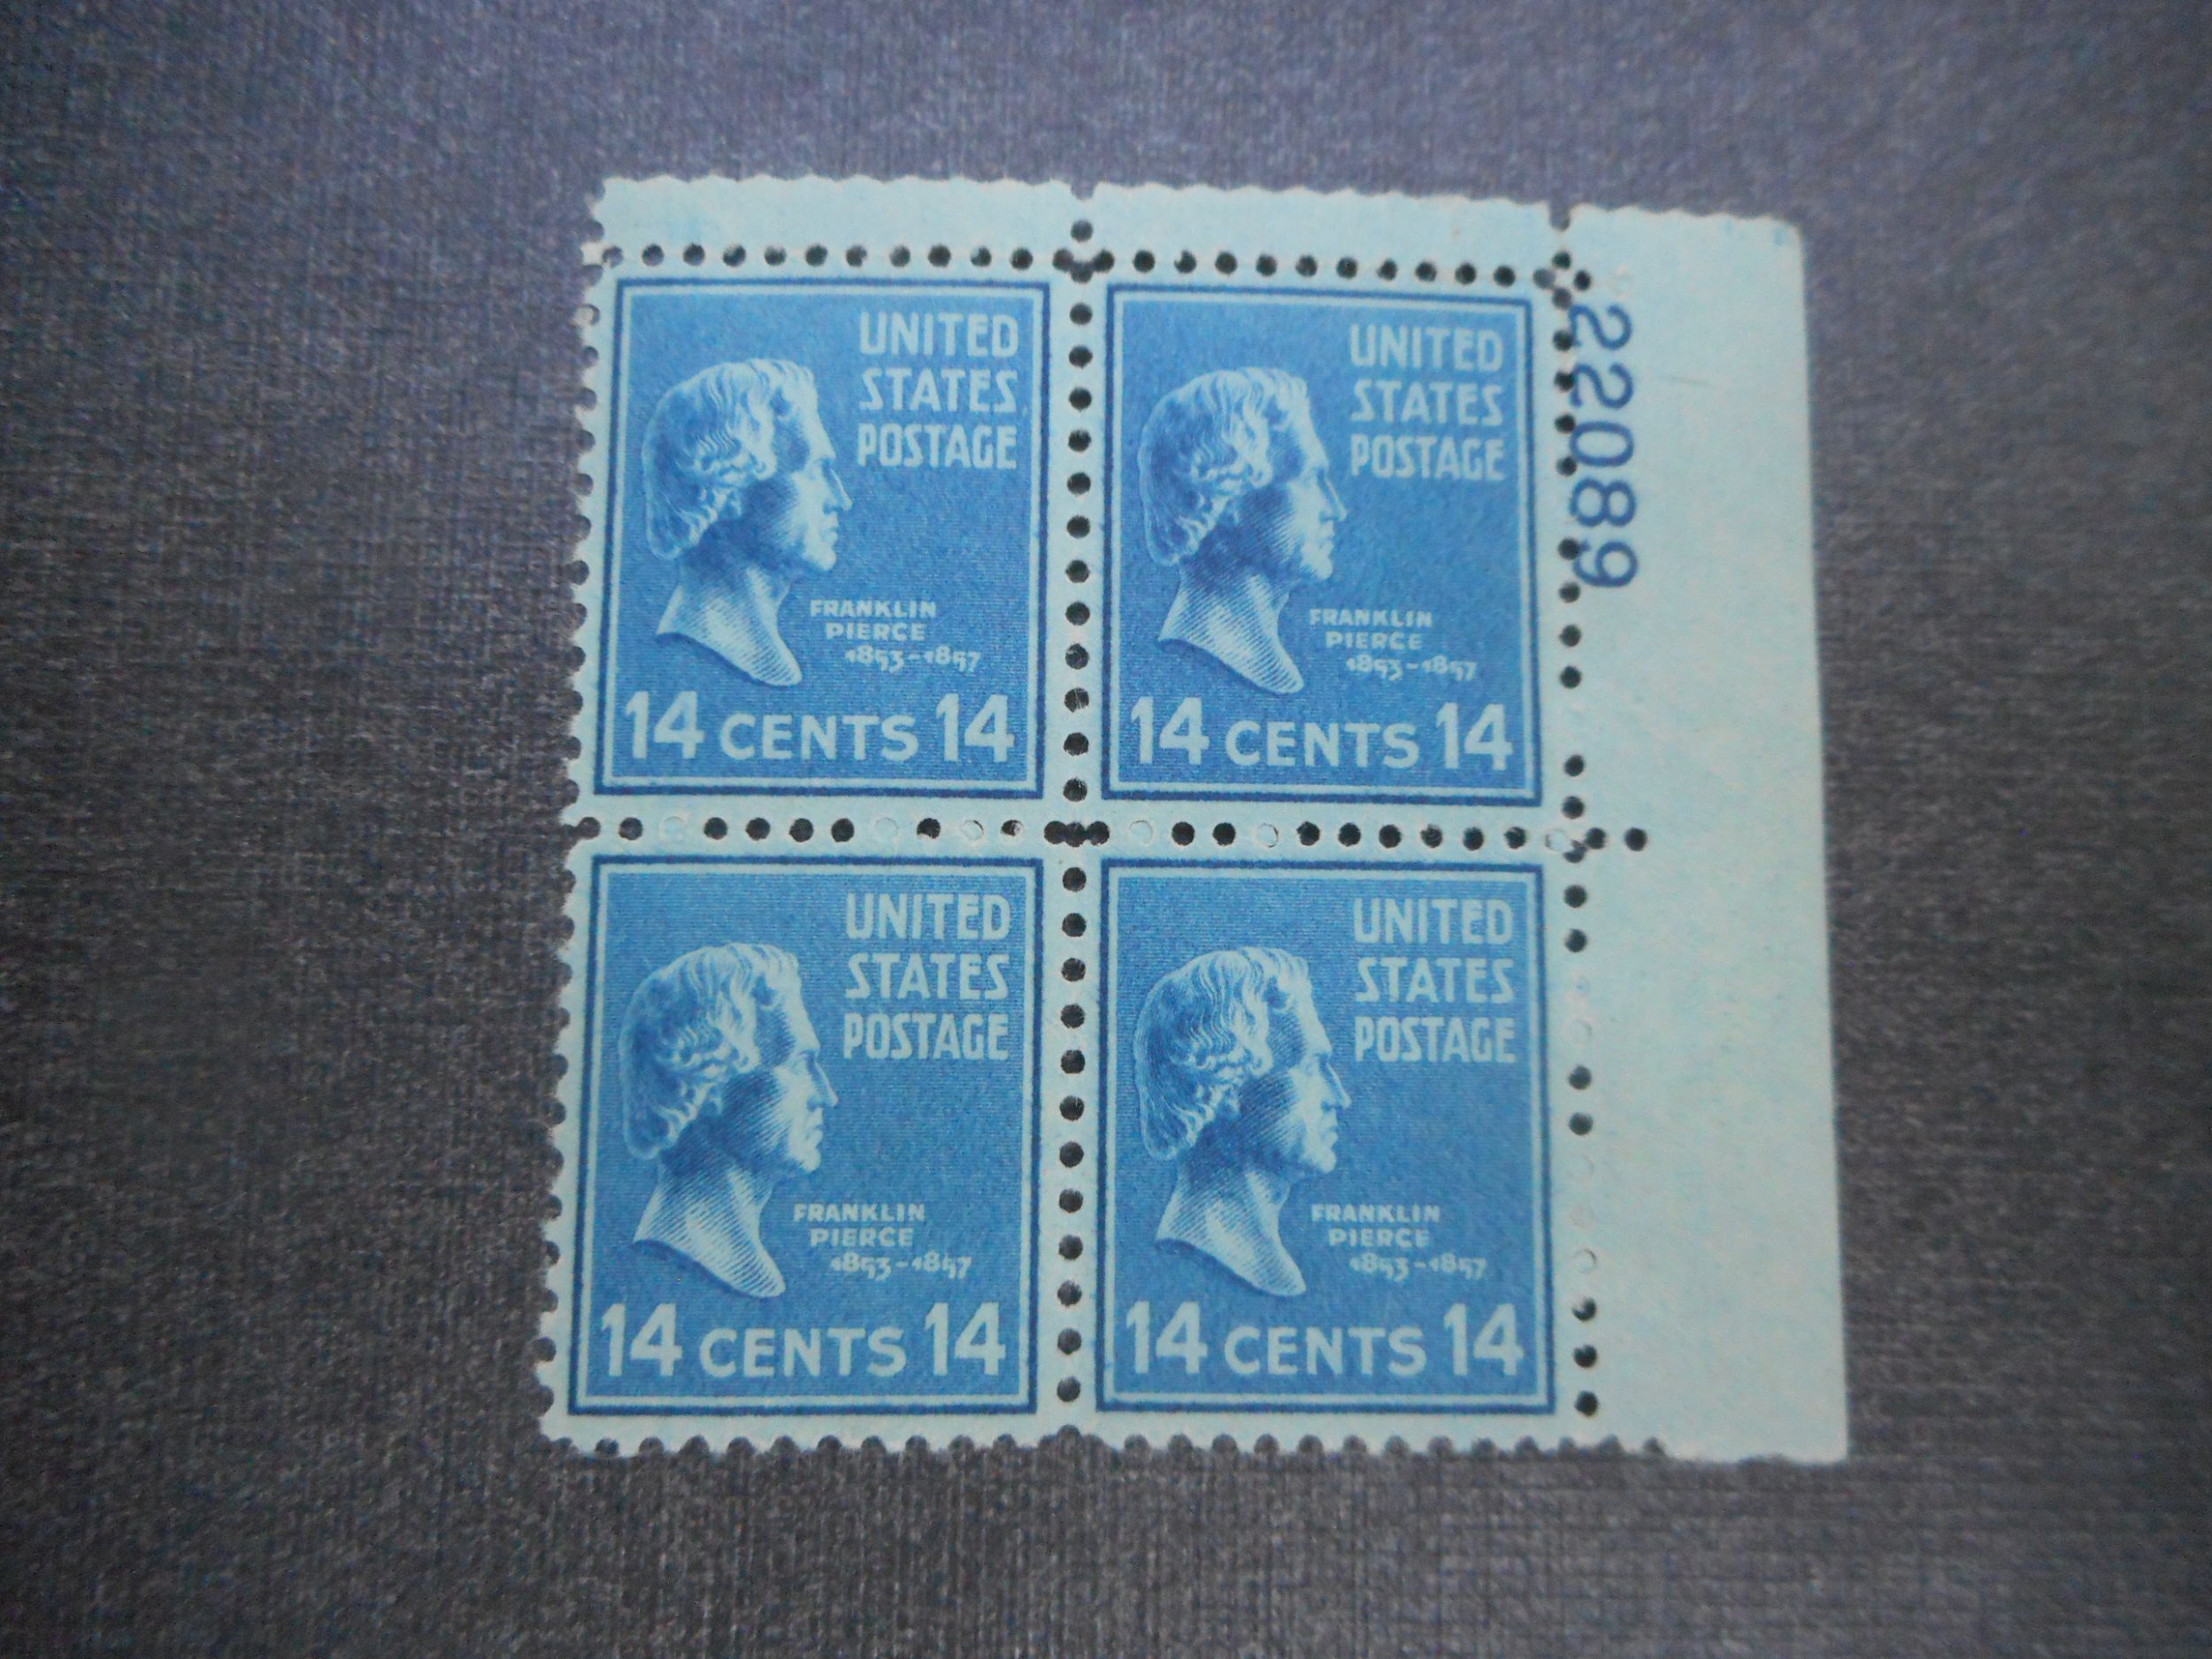 UNITED
STATES
POSTAGE
FRANKLIN
PIERCE
1853-1857
14 CENTS 14
UNITED
STATES
POSTAGE
FRANKLIN
PIERCE
1853-1857
14 CENTS 14
22089
UNITED
STATES
POSTAGE
FRANKLIN
PIERCE
1853-1857
14 CENTS 14
UNITED
STATES
POSTAGE
FRANKLIN
PIERCE
1853-1857
14 CENTS 14